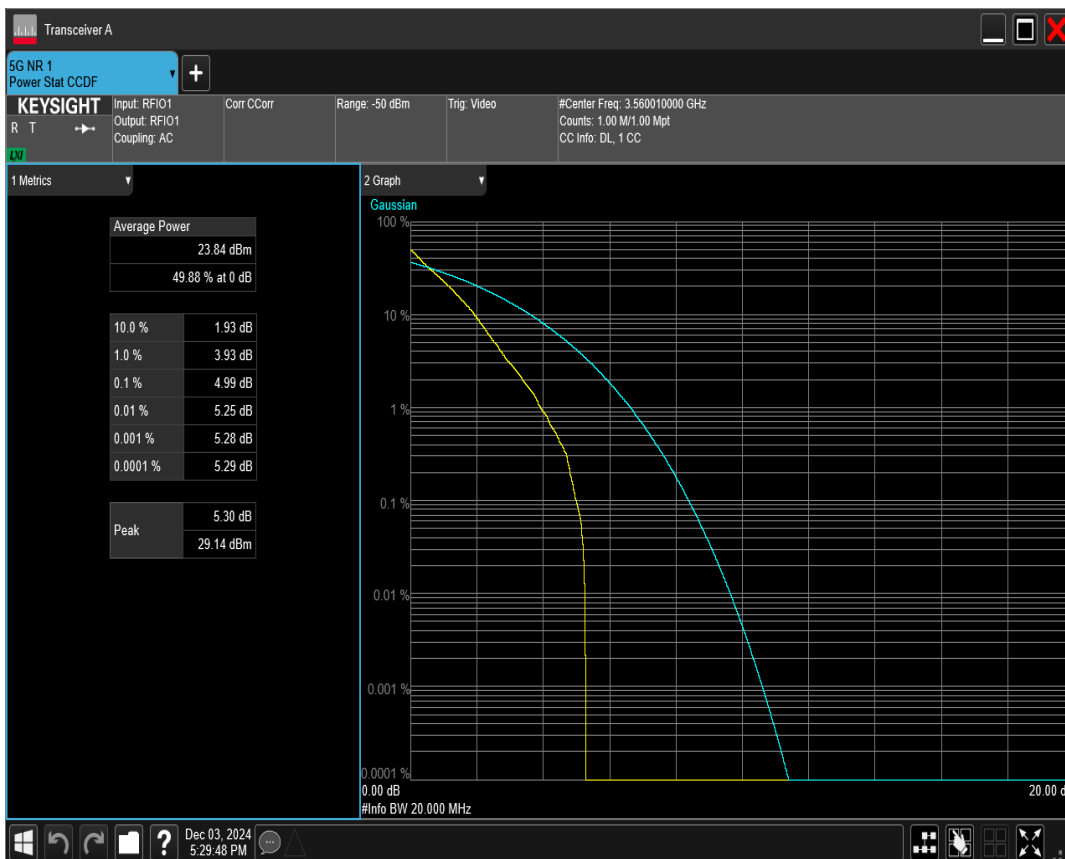 Transceiver A
5G NR 1
Power Stat CCDF
+
KEYSIGHT
R T
LXI
Input: RFIO1
Output: RFIO1
Coupling: AC
Corr CCorr
Range: -50 dBm
Trig: Video
#Center Freq: 3.560010000 GHz
Counts: 1.00 M/1.00 Mpt
CC Info: DL, 1 CC
1 Metrics
Average Power
23.84 dBm
49.88 % at 0 dB
10.0 % 1.93 dB
1.0 % 3.93 dB
0.1 % 4.99 dB
0.01 % 5.25 dB
0.001 % 5.28 dB
0.0001 % 5.29 dB
Peak 5.30 dB
29.14 dBm
2 Graph
Gaussian
100 %
10 %
1 %
0.1 %
0.01 %
0.001 %
0.0001 %
0.00 dB 20.00 d
#Info BW 20.000 MHz
?
Dec 03, 2024
5:29:48 PM